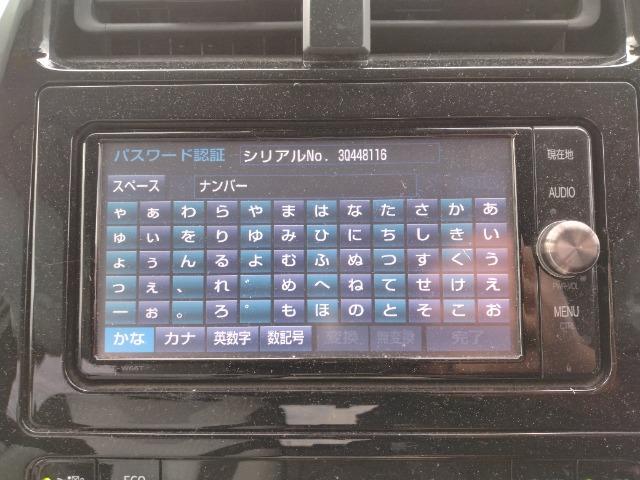 パスワード認証 シリアルNo. 30448116
スペース ナンバー
ゃ ぁ わ ら や ま は な た さ か あ
ゅ ぃ を り ゆ み ひ に ち し き い
ょ ぅ ん る よ む ふ ぬ つ す く う
っ ぇ 、 れ ゛ め へ ね て せ け え
ー ぉ 。 ろ ゜ も ほ の と そ こ お
かな カナ 英数字 数記号 変換 無変換 完了
現在地
AUDIO
PWR·VOL
MENU
ECO